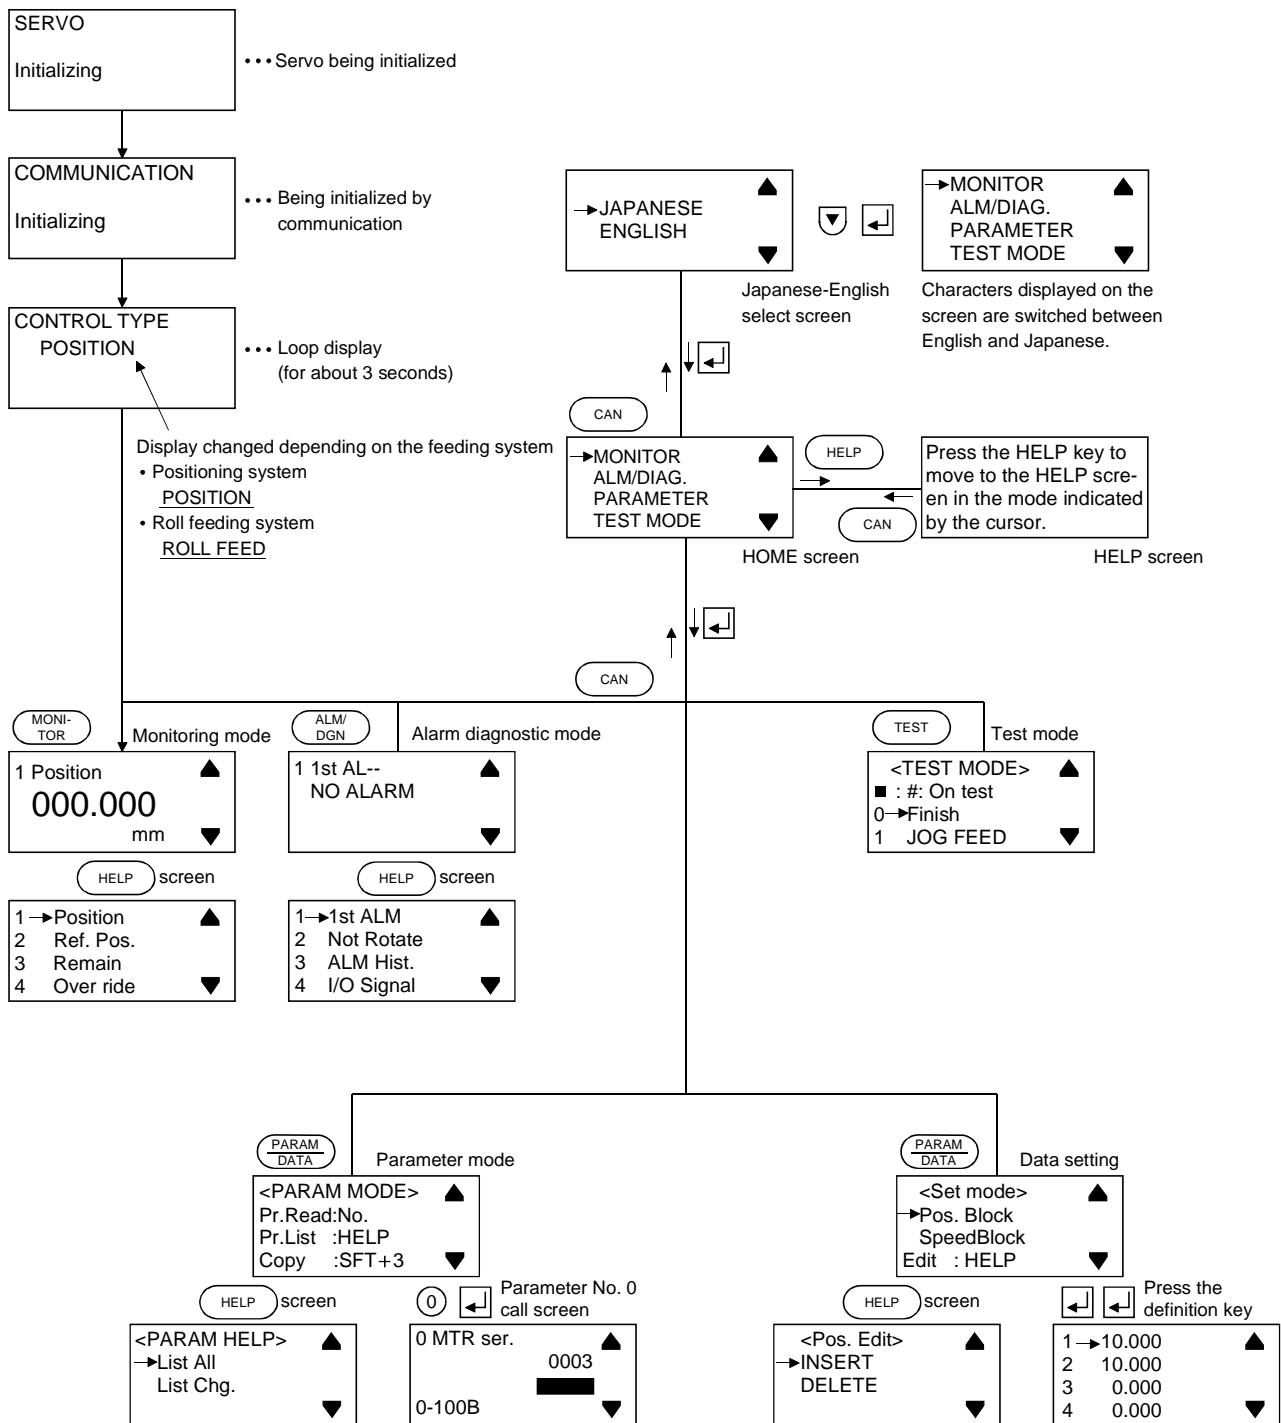 SERVO
Initializing
••• Servo being initialized
COMMUNICATION
Initializing
••• Being initialized by
communication
CONTROL TYPE
POSITION
••• Loop display
(for about 3 seconds)
Display changed depending on the feeding system
• Positioning system
POSITION
• Roll feeding system
ROLL FEED
JAPANESE
ENGLISH
Japanese-English
select screen
MONITOR
ALM/DIAG.
PARAMETER
TEST MODE
Characters displayed on the
screen are switched between
English and Japanese.
CAN
MONITOR
ALM/DIAG.
PARAMETER
TEST MODE
HOME screen
HELP
CAN
Press the HELP key to
move to the HELP scre-
en in the mode indicated
by the cursor.
HELP screen
CAN
MONI-
TOR
Monitoring mode
1 Position
000.000
mm
HELP screen
1 Position
2 Ref. Pos.
3 Remain
4 Over ride
ALM/
DGN
Alarm diagnostic mode
1 1st AL--
NO ALARM
HELP screen
1 1st ALM
2 Not Rotate
3 ALM Hist.
4 I/O Signal
TEST
Test mode
<TEST MODE>
■ : #: On test
0 Finish
1 JOG FEED
PARAM
DATA
Parameter mode
<PARAM MODE>
Pr.Read:No.
Pr.List :HELP
Copy :SFT+3
HELP screen
<PARAM HELP>
List All
List Chg.
0
Parameter No. 0
call screen
0 MTR ser.
0003
0-100B
PARAM
DATA
Data setting
<Set mode>
Pos. Block
SpeedBlock
Edit : HELP
HELP screen
<Pos. Edit>
INSERT
DELETE
Press the
definition key
1 10.000
2 10.000
3 0.000
4 0.000